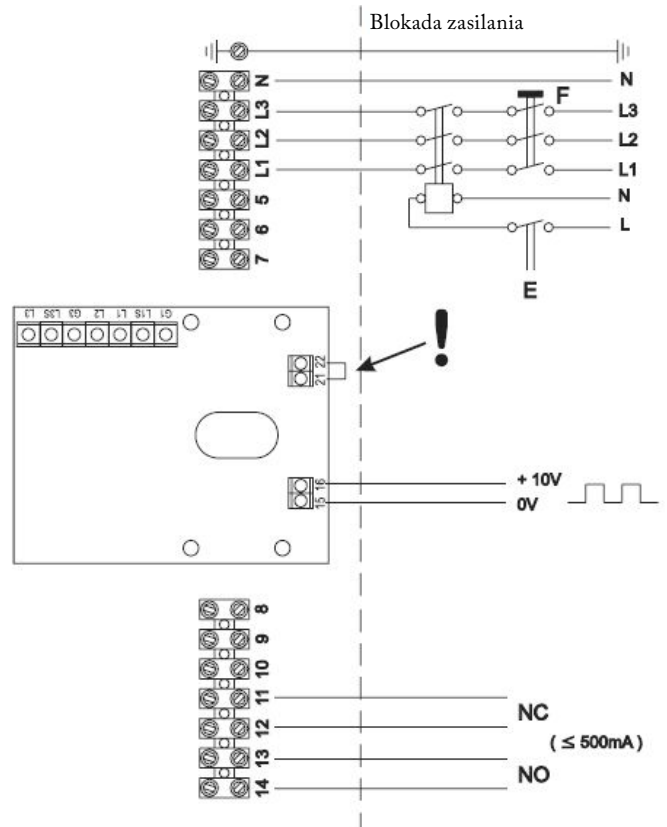 Blokada zasilania
N N
L3 F L3
L2 L2
L1 L1
5 N
6 L
7
E
L3 L3S G3 L2 L1 L1S G1
!
22
21
16 + 10V
15 0V
8
9
10
11
NC
12
( ≤ 500mA )
13
NO
14